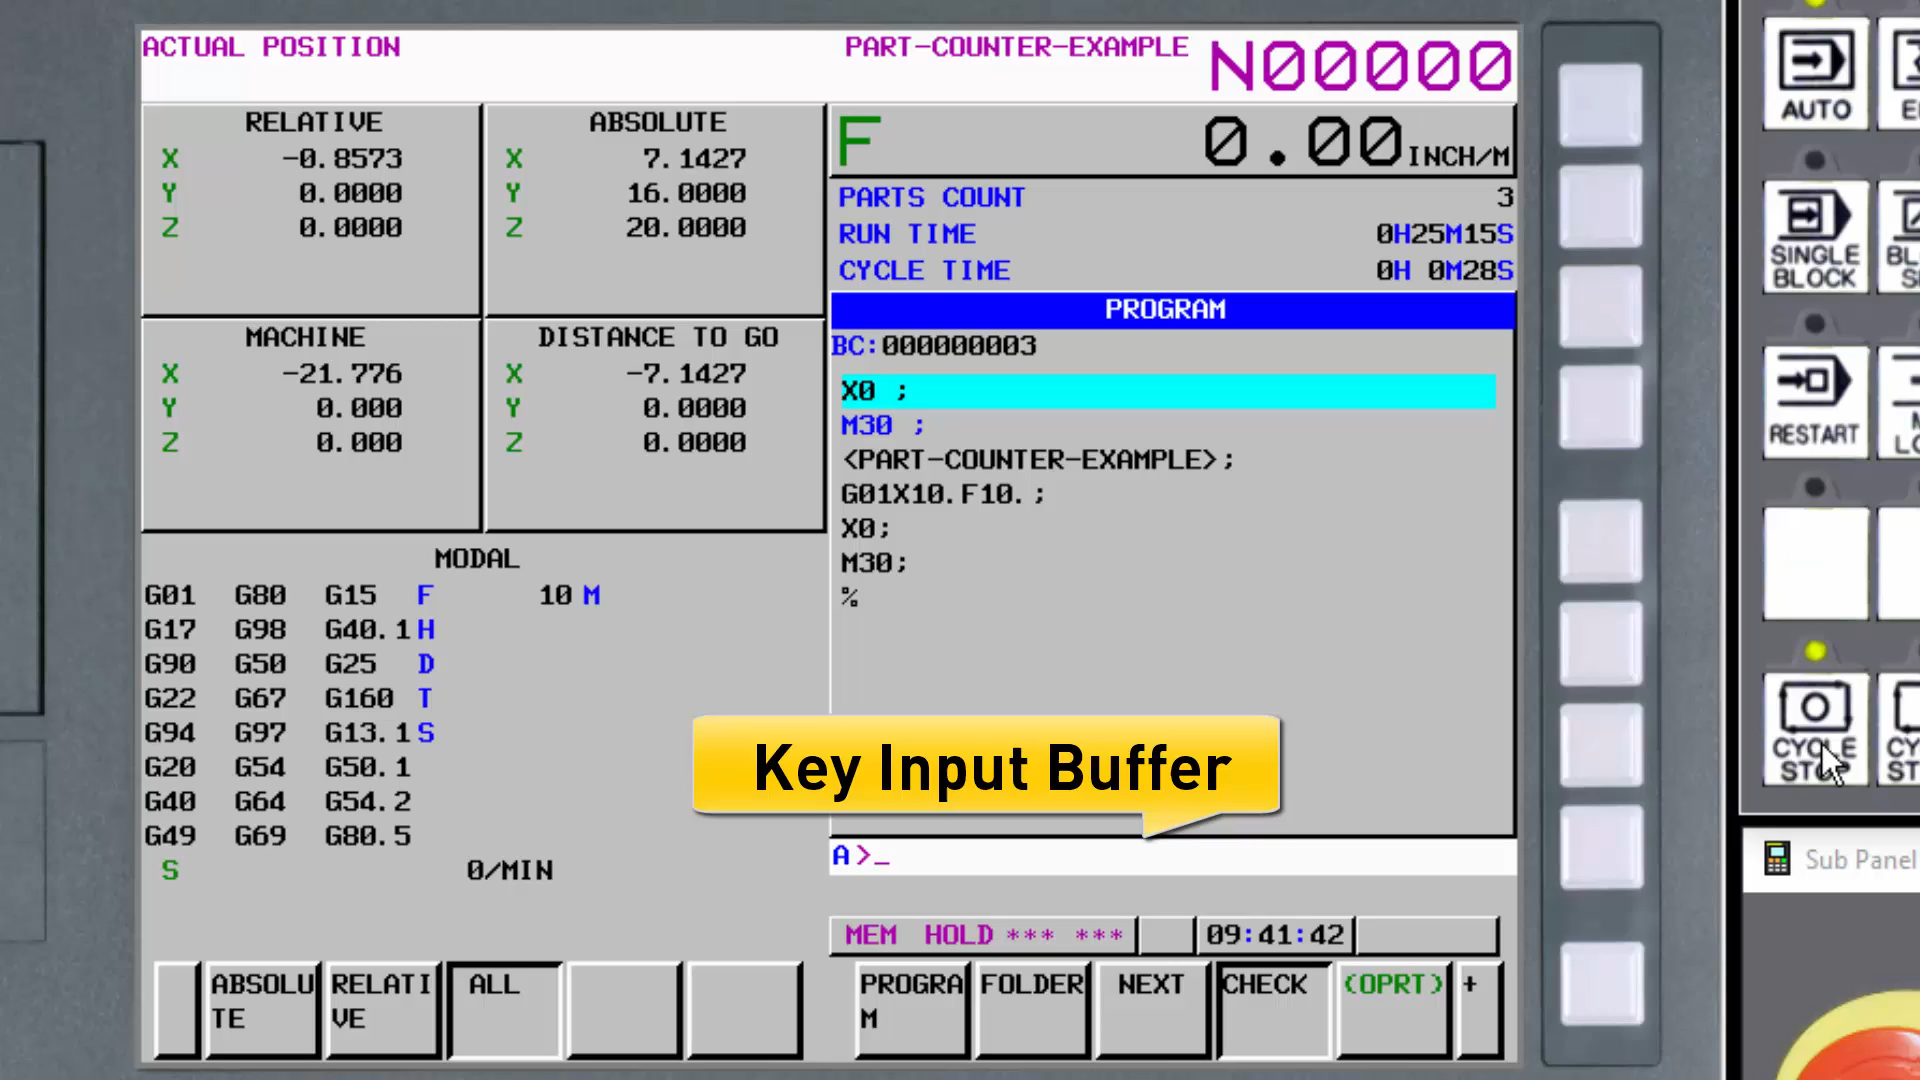 ACTUAL POSITION
PART-COUNTER-EXAMPLE N00000
RELATIVE
X -0.8573
Y 0.0000
Z 0.0000
ABSOLUTE
X 7.1427
Y 16.0000
Z 20.0000
MACHINE
X -21.776
Y 0.000
Z 0.000
DISTANCE TO GO
X -7.1427
Y 0.0000
Z 0.0000
MODAL
G01 G80 G15 F 10 M
G17 G98 G40.1 H
G90 G50 G25 D
G22 G67 G160 T
G94 G97 G13.1 S
G20 G54 G50.1
G40 G64 G54.2
G49 G69 G80.5
S 0/MIN
F 0.00 INCH/M
PARTS COUNT 3
RUN TIME 0H25M15S
CYCLE TIME 0H 0M28S
PROGRAM
BC:000000003
X0 ;
M30 ;
<PART-COUNTER-EXAMPLE>;
G01X10.F10.;
X0;
M30;
%
Key Input Buffer
A>_
MEM HOLD *** *** 09:41:42
ABSOLU
TE
RELATI
VE
ALL
PROGRA
M
FOLDER
NEXT
CHECK
(OPRT)
+
AUTO
SINGLE
BLOCK
RESTART
CYCLE
STOP
Sub Panel